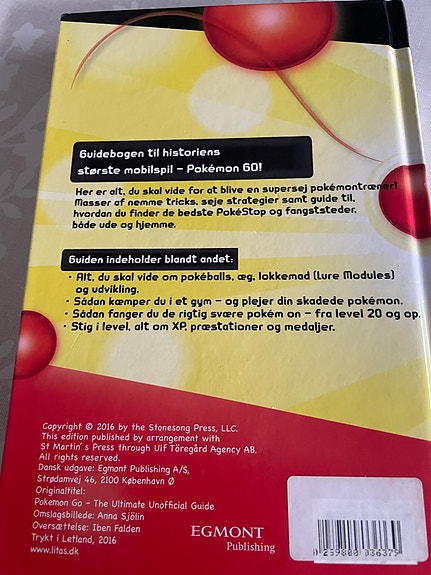 Guidebogen til historiens
største mobilspil – Pokémon GO!
Her er alt, du skal vide for at blive en supersej pokémontræner!
Masser af nemme tricks, seje strategier samt guide til,
hvordan du finder de bedste PokéStop og fangststeder,
både ude og hjemme.
Guiden indeholder blandt andet:
• Alt, du skal vide om pokéballs, æg, lokkemad (Lure Modules)
og udvikling.
• Sådan kæmper du i et gym – og plejer din skadede pokémon.
• Sådan fanger du de rigtig svære pokém on – fra level 20 og op.
• Stig i level, alt om XP, præstationer og medaljer.
Copyright © 2016 by the Stonesong Press, LLC.
This edition published by arrangement with
St Martin´s Press through Ulf Töregård Agency AB.
All rights reserved.
Dansk udgave: Egmont Publishing A/S,
Strødamvej 46, 2100 København Ø
Originaltitel:
Pokemon Go – The Ultimate Unofficial Guide
Omslagsbillede: Anna Sjölin
Oversættelse: Iben Falden
Trykt i Letland, 2016
www.litas.dk
EGMONT
Publishing